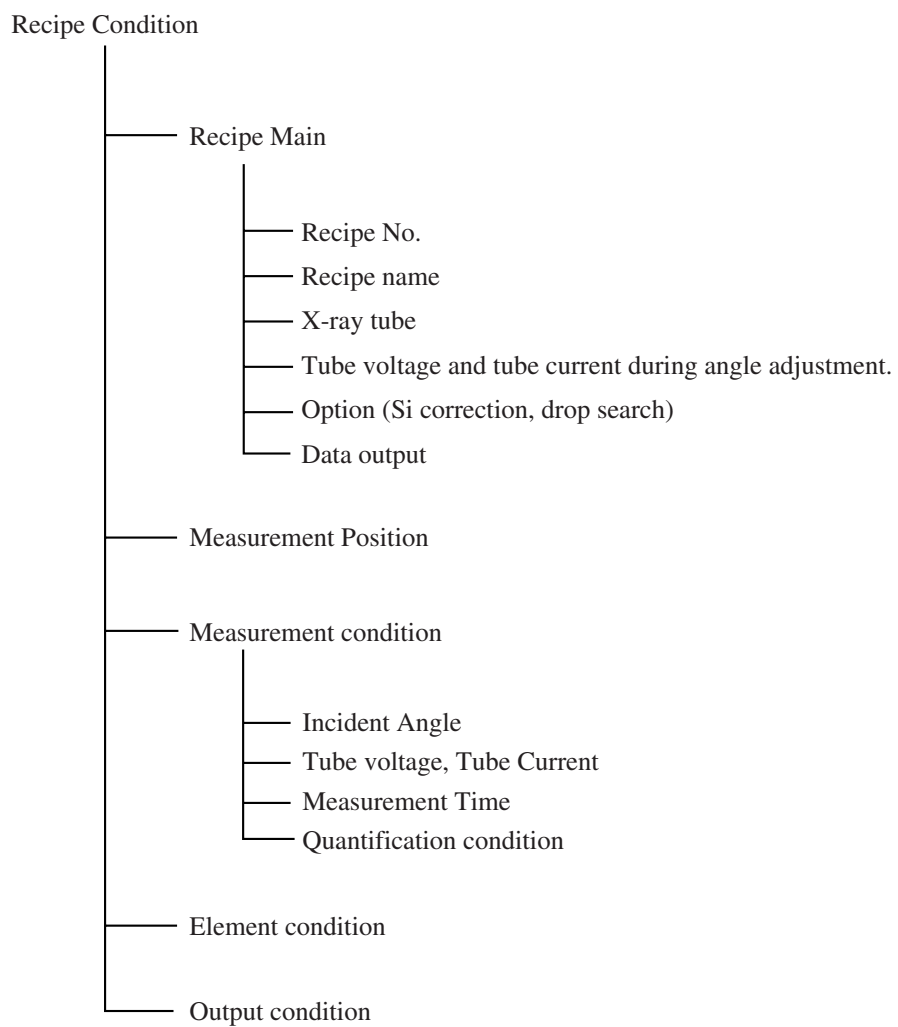 Recipe Condition
Recipe Main
Recipe No.
Recipe name
X-ray tube
Tube voltage and tube current during angle adjustment.
Option (Si correction, drop search)
Data output
Measurement Position
Measurement condition
Incident Angle
Tube voltage, Tube Current
Measurement Time
Quantification condition
Element condition
Output condition